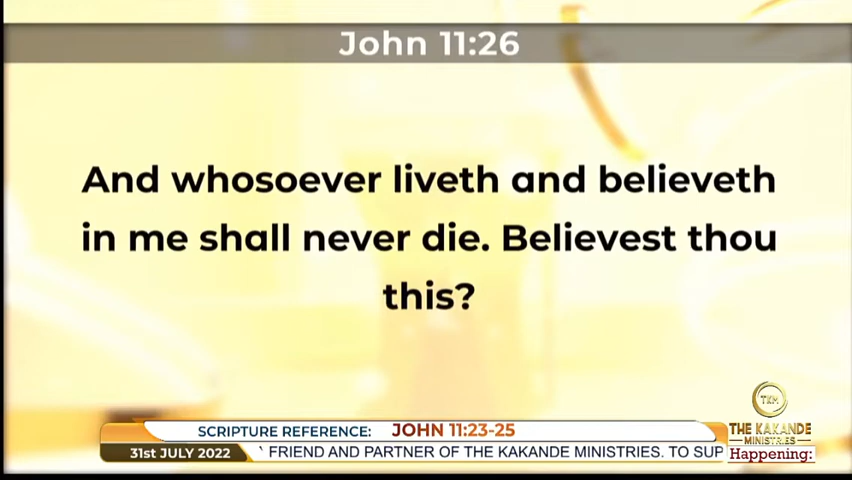 John 11:26
And whosoever liveth and believeth
in me shall never die. Believest thou
this?
TKM
THE KAKANDE
MINISTRIES
SCRIPTURE REFERENCE: JOHN 11:23-25
31st JULY 2022
FRIEND AND PARTNER OF THE KAKANDE MINISTRIES. TO SUP
Happening: